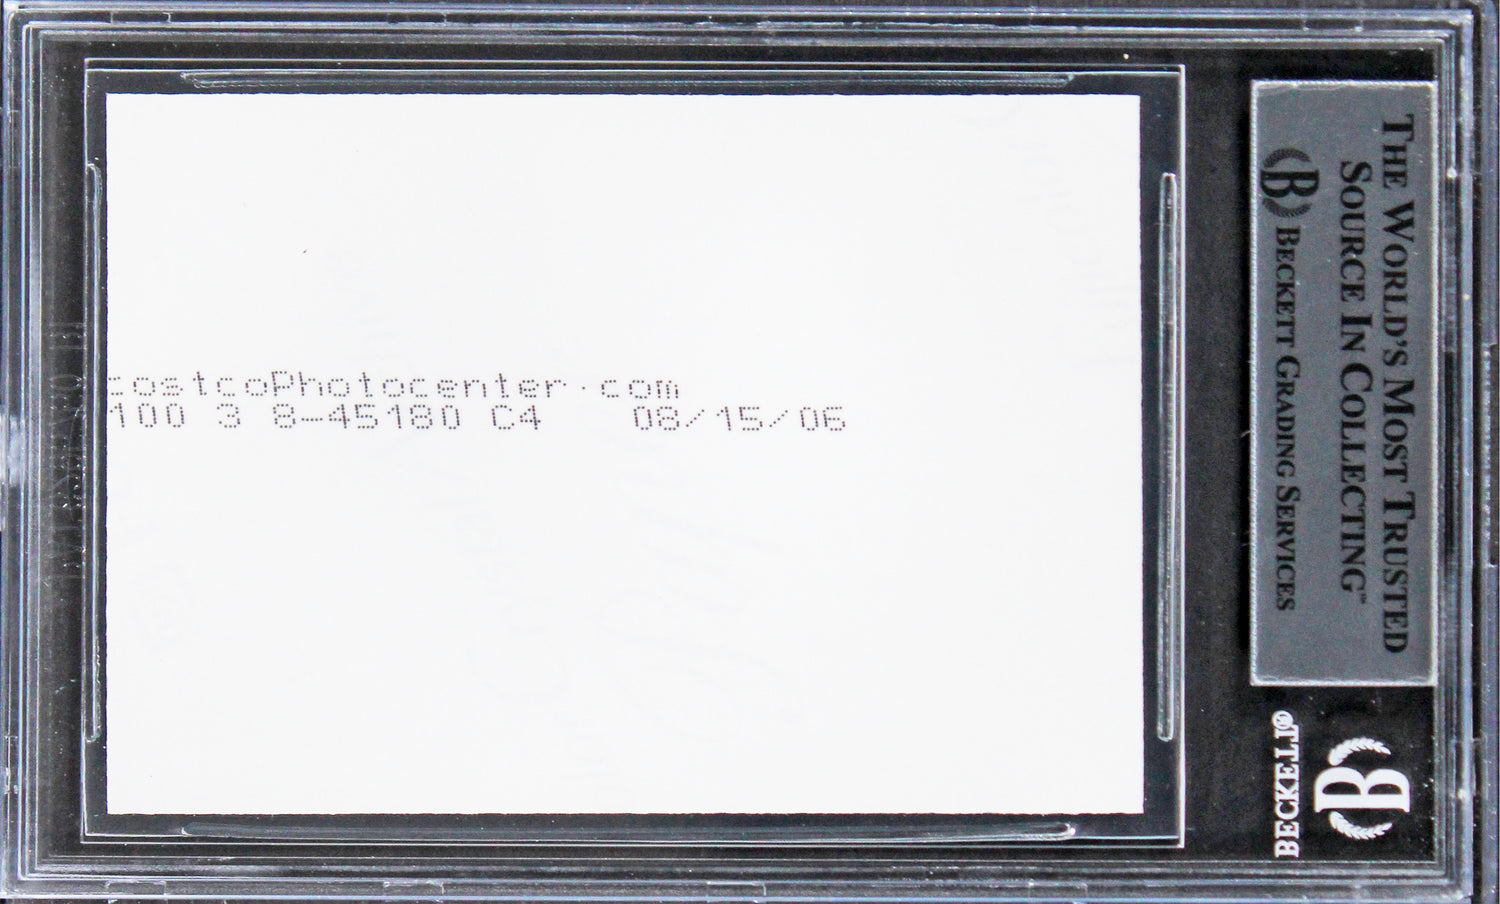 costcoPhotocenter.com
100 3 8-45180 C4 08/15/06
THE WORLD'S MOST TRUSTED
SOURCE IN COLLECTING™
B BECKETT GRADING SERVICES
B
BECKETT®